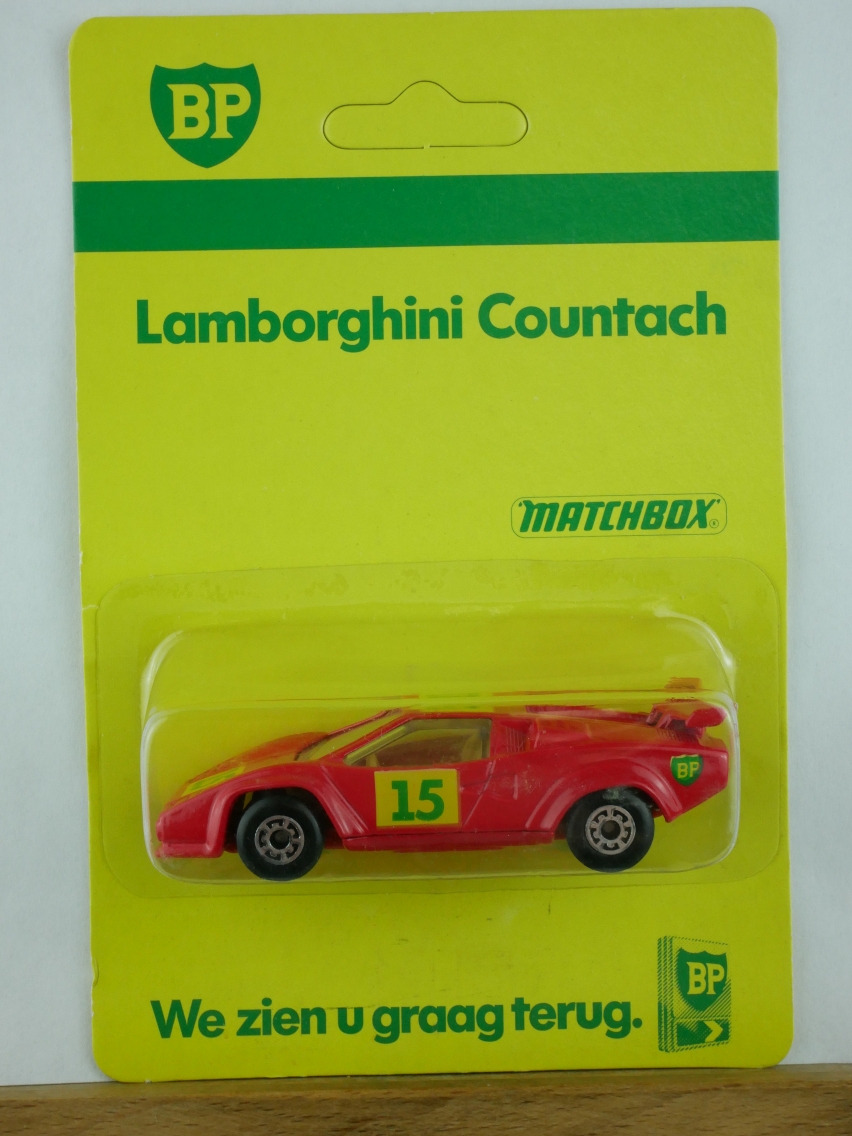 BP
Lamborghini Countach
MATCHBOX®
15
BP
We zien u graag terug.
BP